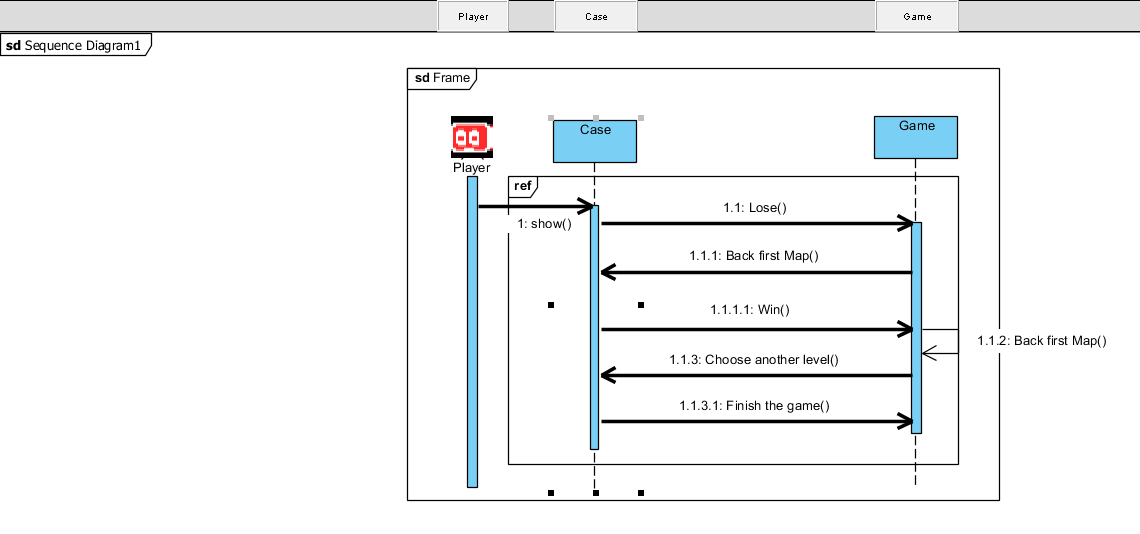 Player Case Game
sd Sequence Diagram1
sd Frame
Case
Game
Player
ref
1: show()
1.1: Lose()
1.1.1: Back first Map()
1.1.1.1: Win()
1.1.2: Back first Map()
1.1.3: Choose another level()
1.1.3.1: Finish the game()